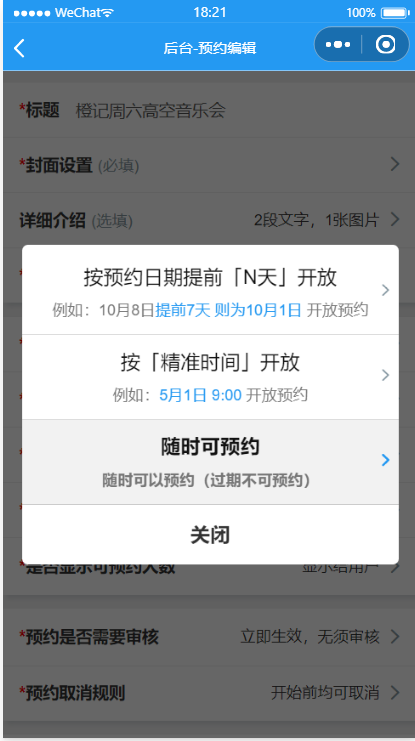 WeChat 18:21 100%
后台-预约编辑
*标题 橙记周六高空音乐会
*封面设置 (必填)
详细介绍 (选填) 2段文字，1张图片
按预约日期提前「N天」开放
例如：10月8日提前7天 则为10月1日 开放预约
按「精准时间」开放
例如：5月1日 9:00 开放预约
随时可预约
随时可以预约（过期不可预约）
关闭
*是否显示可预约人数 显示给用户
*预约是否需要审核 立即生效，无须审核
*预约取消规则 开始前均可取消